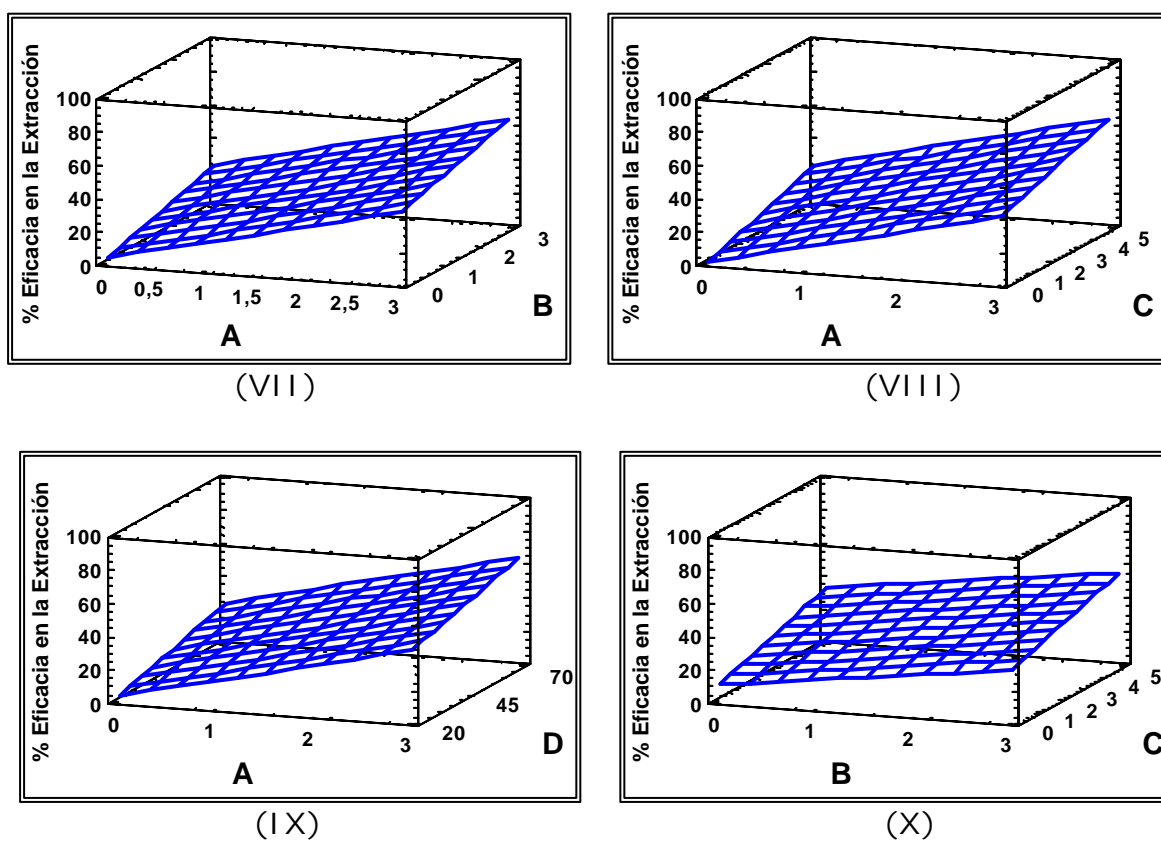 % Eficacia en la Extracción
100
80
60
40
20
0
0 0,5 1 1,5 2 2,5 3
0 1 2 3
A
B
(VII)
% Eficacia en la Extracción
100
80
60
40
20
0
0 1 2 3
0 1 2 3 4 5
A
C
(VIII)
% Eficacia en la Extracción
100
80
60
40
20
0
0 1 2 3
20 45 70
A
D
(IX)
% Eficacia en la Extracción
100
80
60
40
20
0
0 1 2 3
0 1 2 3 4 5
B
C
(X)